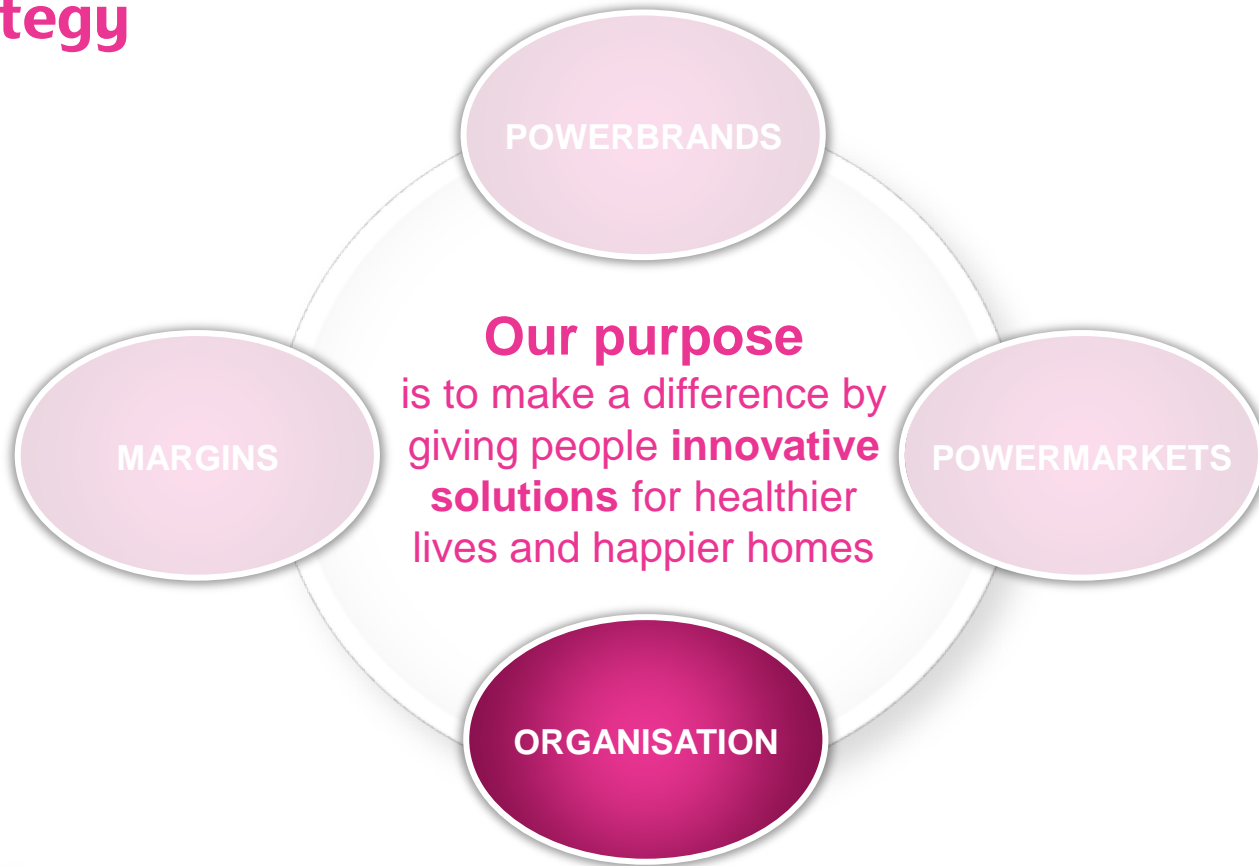 tegy
POWERBRANDS
Our purpose
is to make a difference by
giving people innovative
solutions for healthier
lives and happier homes
MARGINS
POWERMARKETS
ORGANISATION